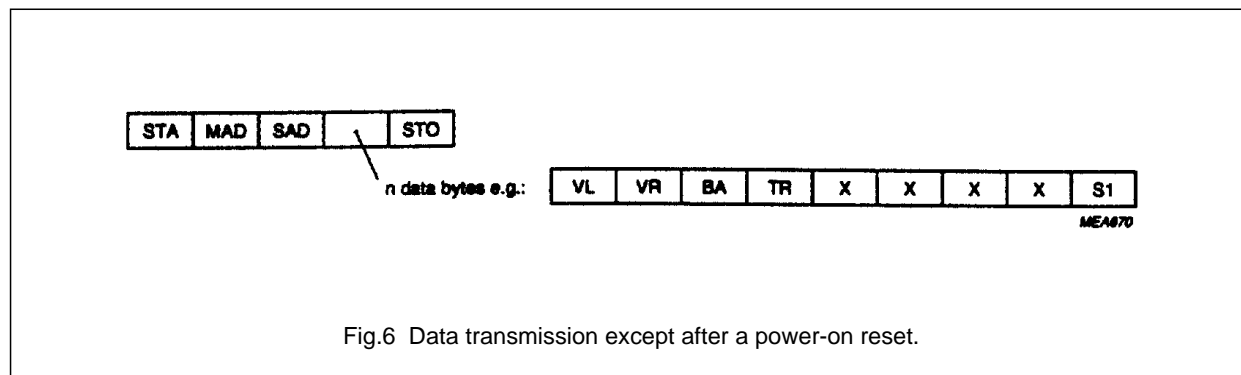 STA MAD SAD STO
n data bytes e.g.: VL VR BA TR X X X X S1
MEA670
Fig.6 Data transmission except after a power-on reset.